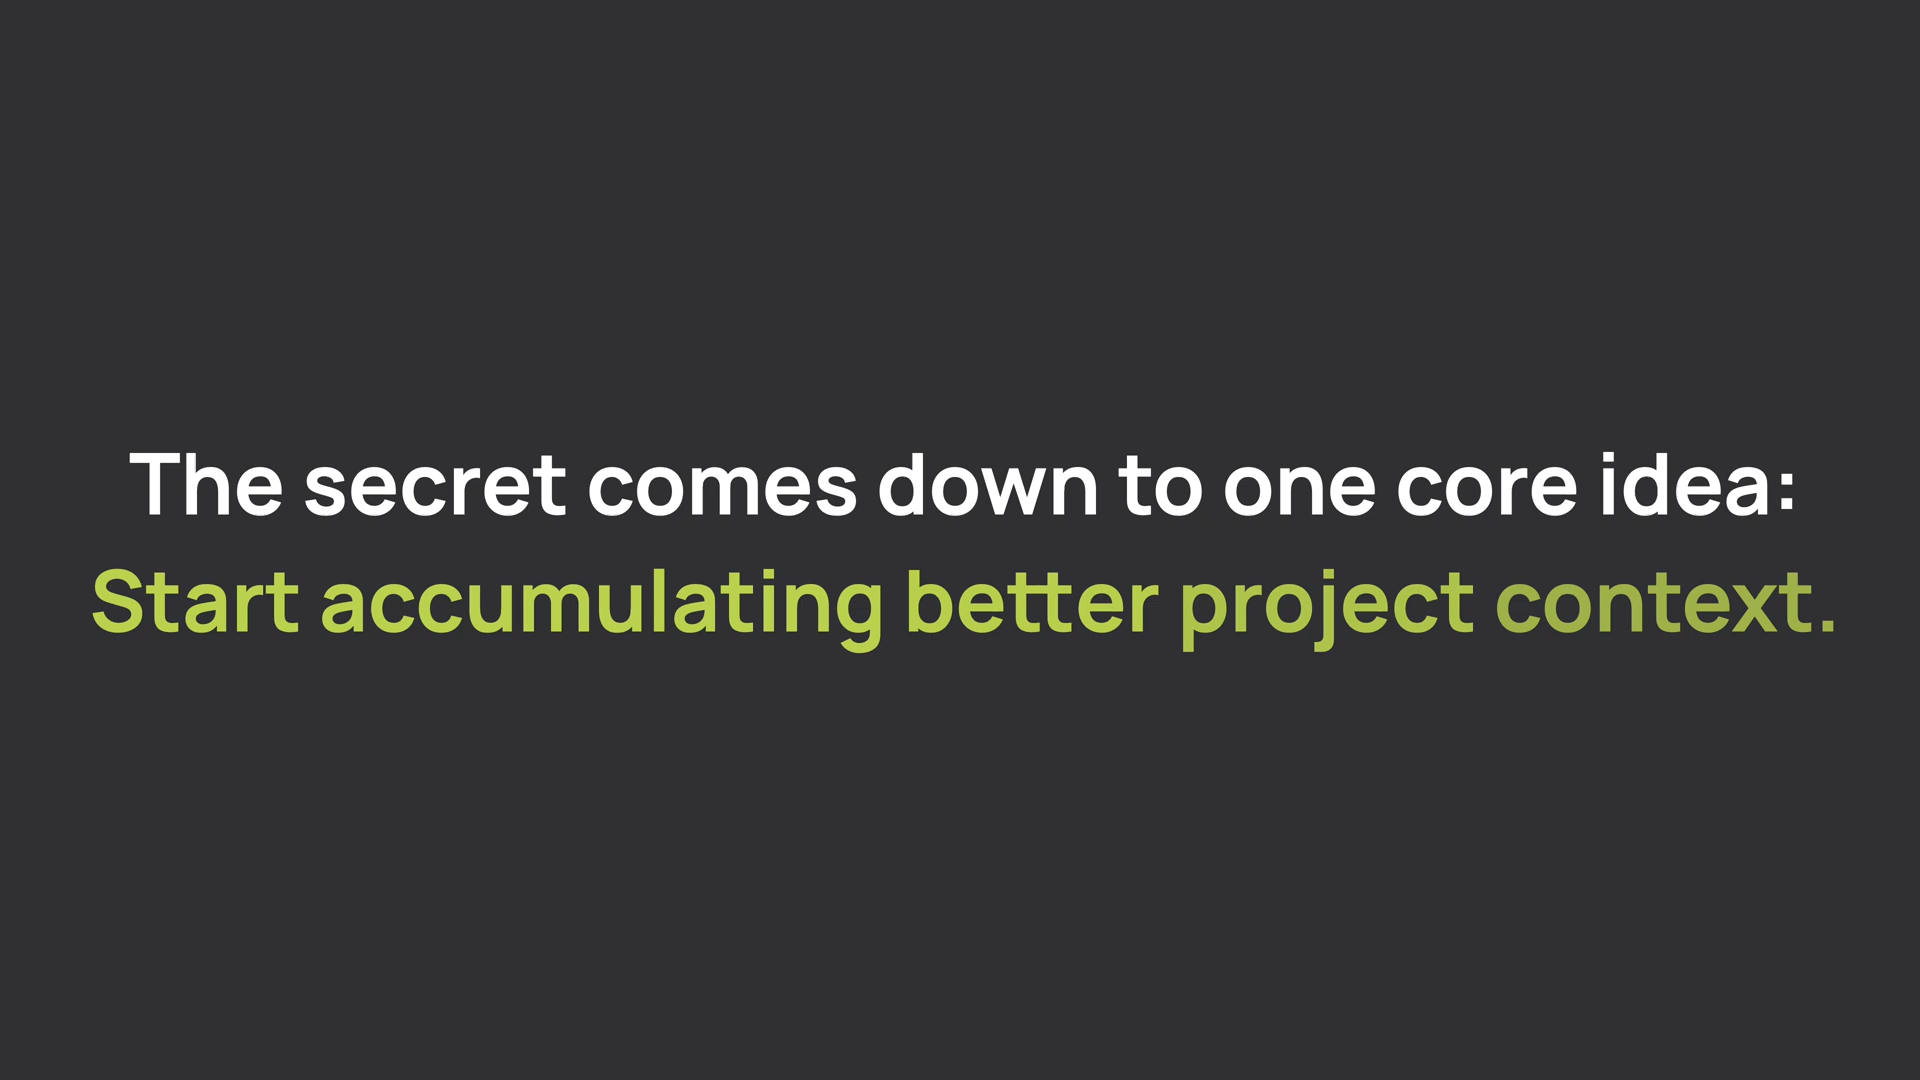 The secret comes down to one core idea:
Start accumulating better project context.